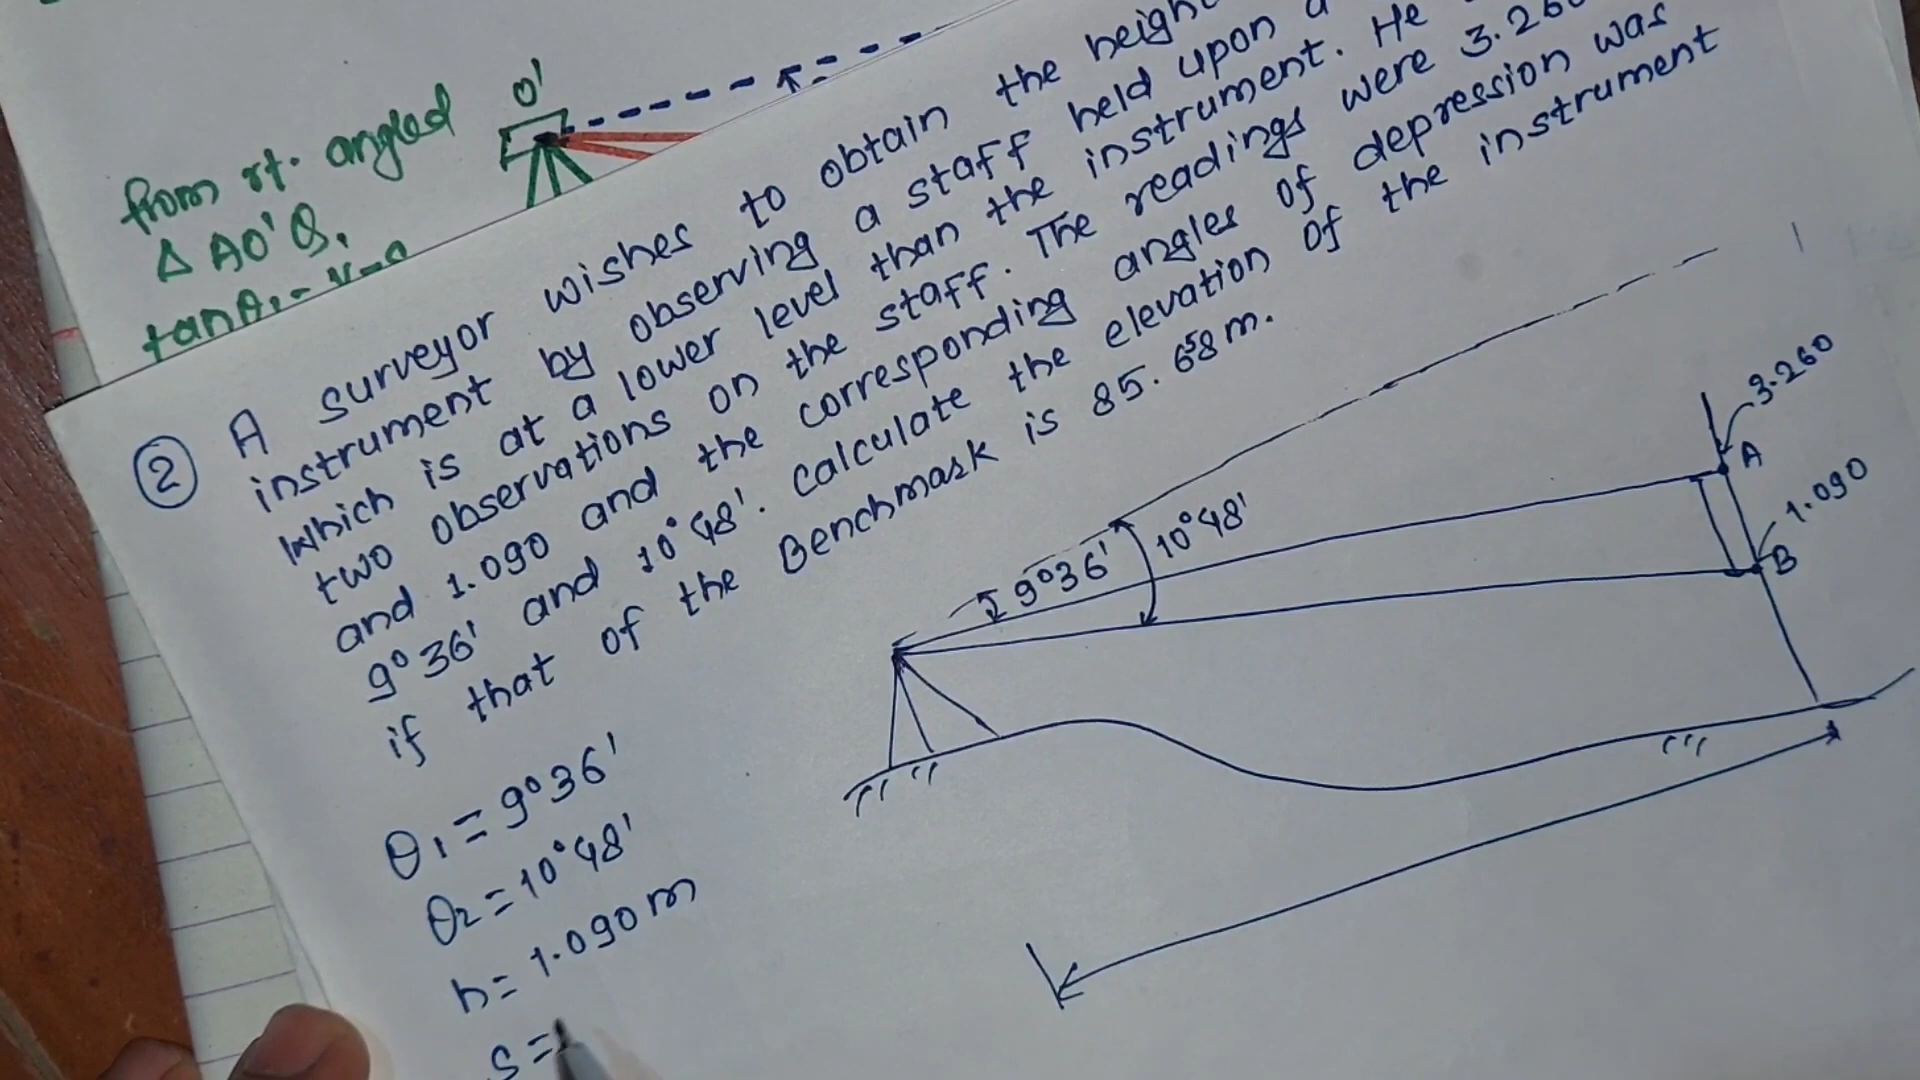 from rt. angled
Δ AO'Q,
O'
② A surveyor wishes to obtain the
instrument by observing a staff held upon a
which is at a lower level than the instrument. He
two observations on the staff. The readings were
and 1.090 and the corresponding angles of depression was
9°36' and 10°48'. calculate the elevation of the instrument
if that of the Benchmark is 85.658m.
3.260
A
1.090
B
9°36'
10°48'
θ1 = 9°36'
θ2 = 10°48'
h = 1.090 m
S =